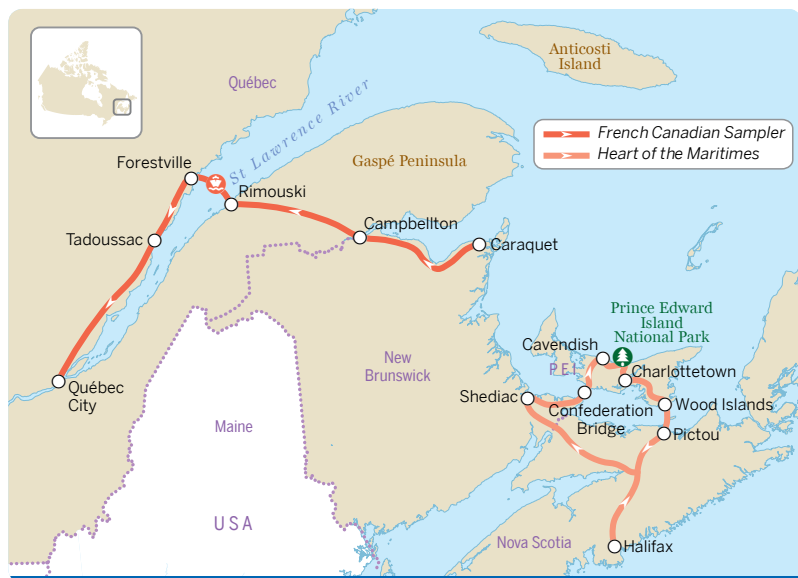 Anticosti
Island
Québec
St Lawrence River
French Canadian Sampler
Heart of the Maritimes
Gaspé Peninsula
Forestville
Rimouski
Campbellton
Tadoussac
Caraquet
Prince Edward
Island
National Park
Cavendish
PEI
Charlottetown
New
Brunswick
Québec
City
Shediac
Confederation
Bridge
Wood Islands
Pictou
Maine
USA
Nova Scotia
Halifax